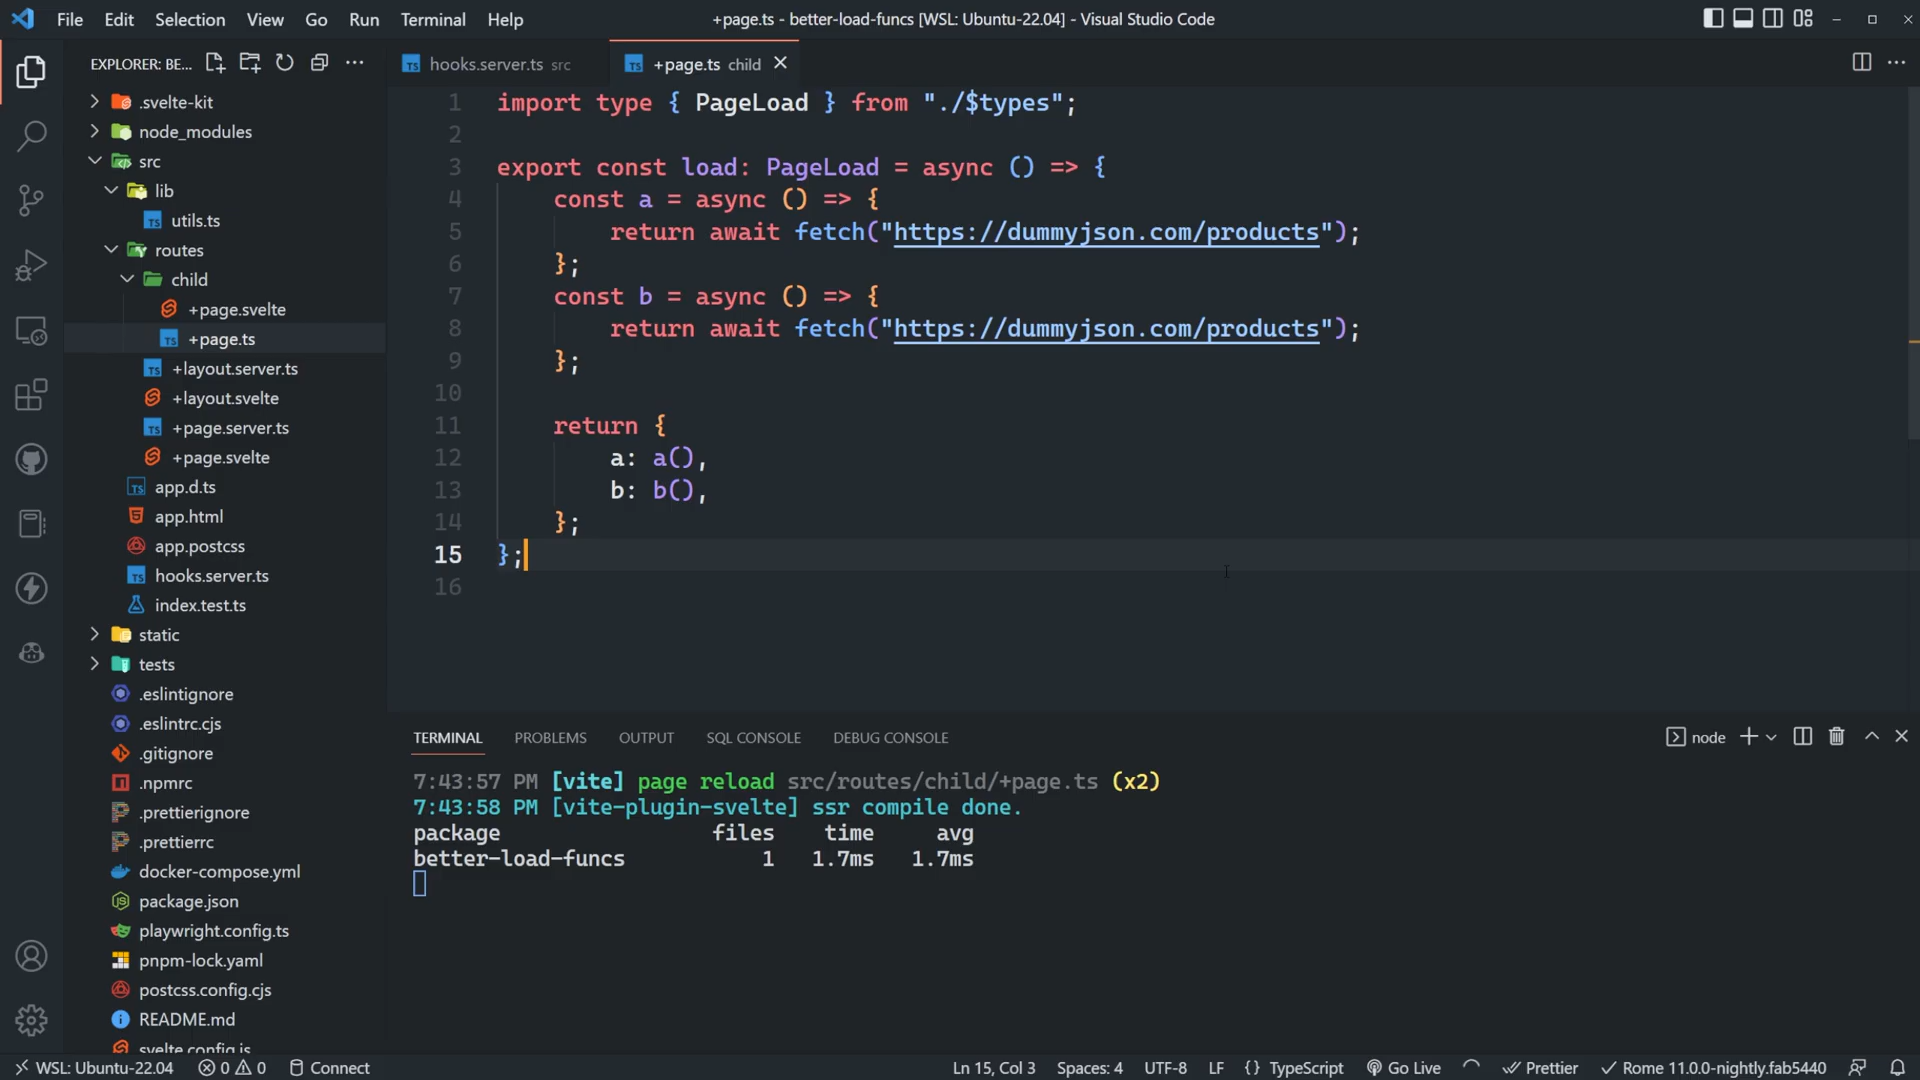 File Edit Selection View Go Run Terminal Help
+page.ts - better-load-funcs [WSL: Ubuntu-22.04] - Visual Studio Code
EXPLORER: BE...
.svelte-kit
node_modules
src
lib
utils.ts
routes
child
+page.svelte
+page.ts
+layout.server.ts
+layout.svelte
+page.server.ts
+page.svelte
app.d.ts
app.html
app.postcss
hooks.server.ts
index.test.ts
static
tests
.eslintignore
.eslintrc.cjs
.gitignore
.npmrc
.prettierignore
.prettierrc
docker-compose.yml
package.json
playwright.config.ts
pnpm-lock.yaml
postcss.config.cjs
README.md
svelte.config.js
hooks.server.ts src
+page.ts child
1 import type { PageLoad } from "./$types";
2
3 export const load: PageLoad = async () => {
4 const a = async () => {
5 return await fetch("https://dummyjson.com/products");
6 };
7 const b = async () => {
8 return await fetch("https://dummyjson.com/products");
9 };
10
11 return {
12 a: a(),
13 b: b(),
14 };
15 };
16
TERMINAL PROBLEMS OUTPUT SQL CONSOLE DEBUG CONSOLE
node
7:43:57 PM [vite] page reload src/routes/child/+page.ts (x2)
7:43:58 PM [vite-plugin-svelte] ssr compile done.
package files time avg
better-load-funcs 1 1.7ms 1.7ms
WSL: Ubuntu-22.04 0 0 Connect
Ln 15, Col 3 Spaces: 4 UTF-8 LF {} TypeScript Go Live Prettier Rome 11.0.0-nightly.fab5440